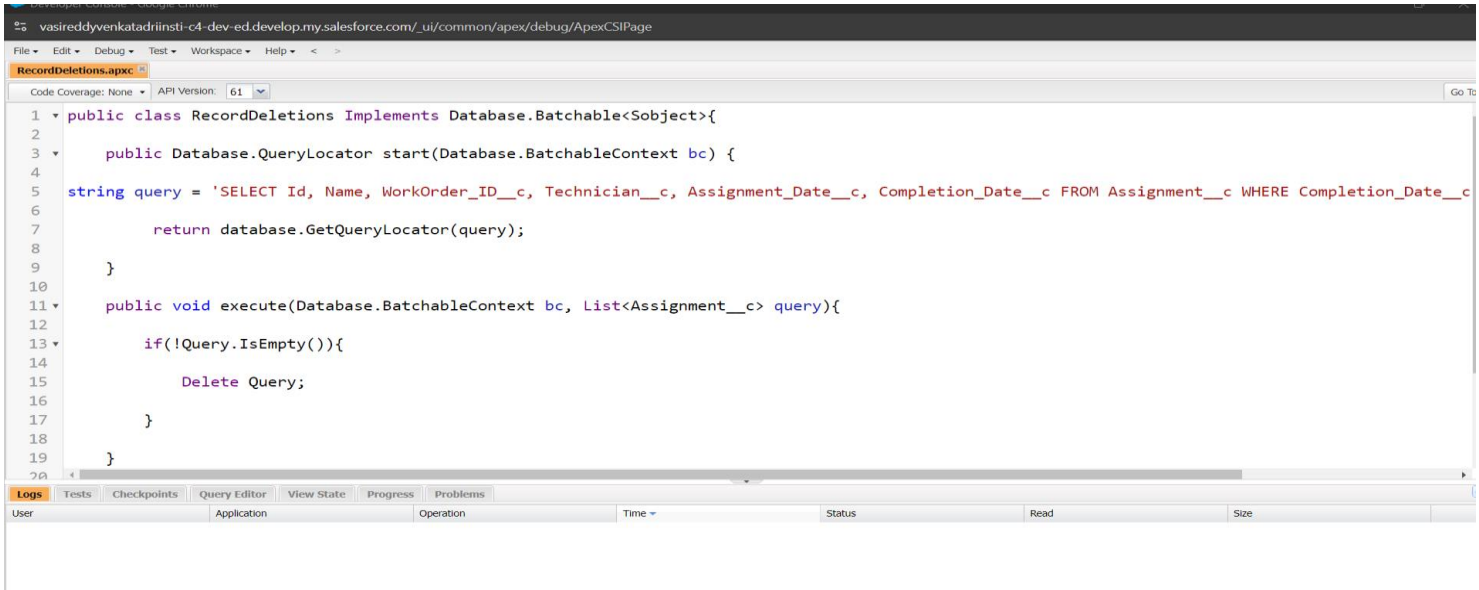 Developer Console - Google Chrome
vasireddyvenkatadriinsti-c4-dev-ed.develop.my.salesforce.com/_ui/common/apex/debug/ApexCSIPage
File Edit Debug Test Workspace Help < >
RecordDeletions.apxc
Code Coverage: None API Version: 61 Go To
1 public class RecordDeletions Implements Database.Batchable<Sobject>{
2
3 public Database.QueryLocator start(Database.BatchableContext bc) {
4
5 string query = 'SELECT Id, Name, WorkOrder_ID__c, Technician__c, Assignment_Date__c, Completion_Date__c FROM Assignment__c WHERE Completion_Date__c
6
7 return database.GetQueryLocator(query);
8
9 }
10
11 public void execute(Database.BatchableContext bc, List<Assignment__c> query){
12
13 if(!Query.IsEmpty()){
14
15 Delete Query;
16
17 }
18
19 }
20
Logs Tests Checkpoints Query Editor View State Progress Problems
User Application Operation Time Status Read Size